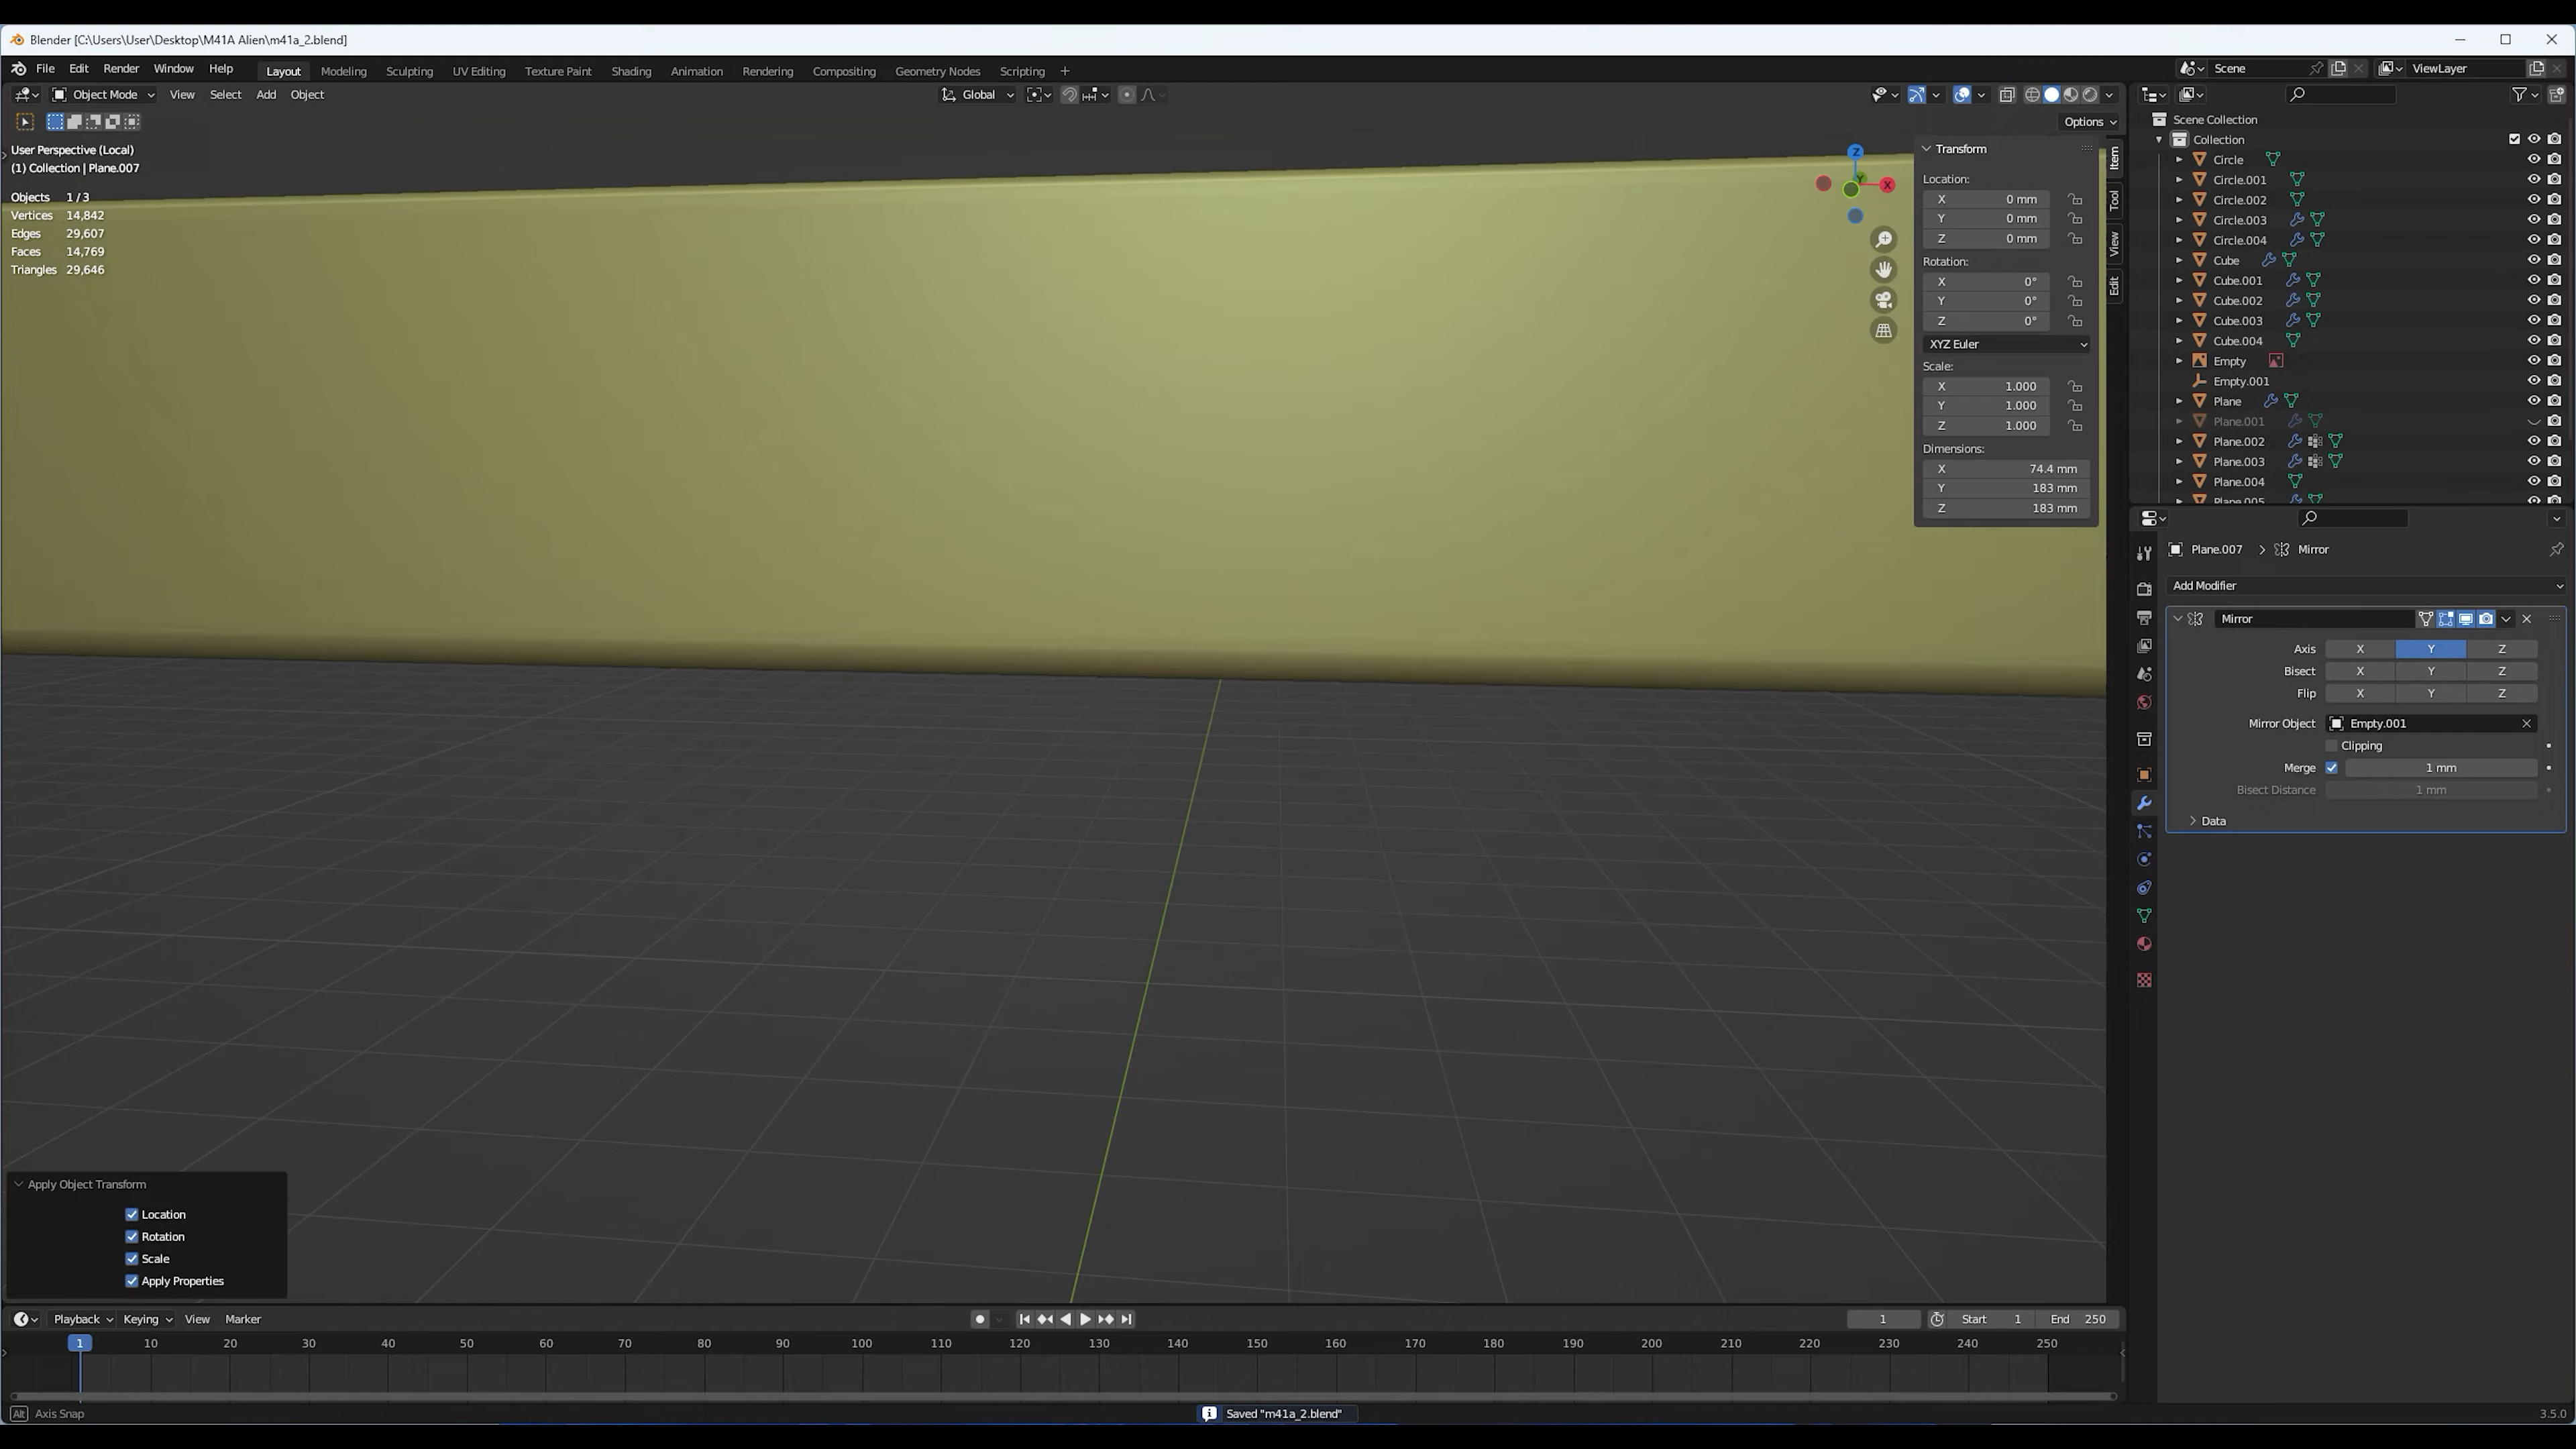 Blender [C:\Users\User\Desktop\M41A Alien\m41a_2.blend]
File Edit Render Window Help Layout Modeling Sculpting UV Editing Texture Paint Shading Animation Rendering Compositing Geometry Nodes Scripting +
Scene ViewLayer
Object Mode View Select Add Object Global
Options
User Perspective (Local)
(1) Collection | Plane.007
Objects 1 / 3
Vertices 14,842
Edges 29,607
Faces 14,769
Triangles 29,646
Z
X
Transform
Location:
X 0 mm
Y 0 mm
Z 0 mm
Rotation:
X 0°
Y 0°
Z 0°
XYZ Euler
Scale:
X 1.000
Y 1.000
Z 1.000
Dimensions:
X 74.4 mm
Y 183 mm
Z 183 mm
Item
Tool
View
Edit
Scene Collection
Collection
Circle
Circle.001
Circle.002
Circle.003
Circle.004
Cube
Cube.001
Cube.002
Cube.003
Cube.004
Empty
Empty.001
Plane
Plane.001
Plane.002
Plane.003
Plane.004
Plane.005
Plane.007 > Mirror
Add Modifier
Mirror
Axis X Y Z
Bisect X Y Z
Flip X Y Z
Mirror Object Empty.001
Clipping
Merge 1 mm
Bisect Distance 1 mm
Data
Apply Object Transform
Location
Rotation
Scale
Apply Properties
Playback Keying View Marker 1 Start 1 End 250
1 10 20 30 40 50 60 70 80 90 100 110 120 130 140 150 160 170 180 190 200 210 220 230 240 250
Alt Axis Snap Saved "m41a_2.blend" 3.5.0